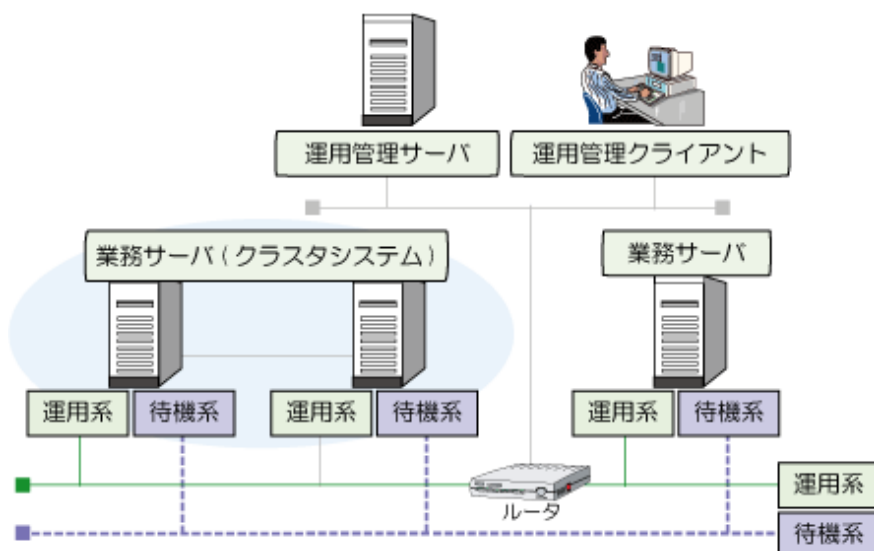 運用管理サーバ
運用管理クライアント
業務サーバ(クラスタシステム)
業務サーバ
運用系
待機系
運用系
待機系
運用系
待機系
運用系
ルータ
待機系